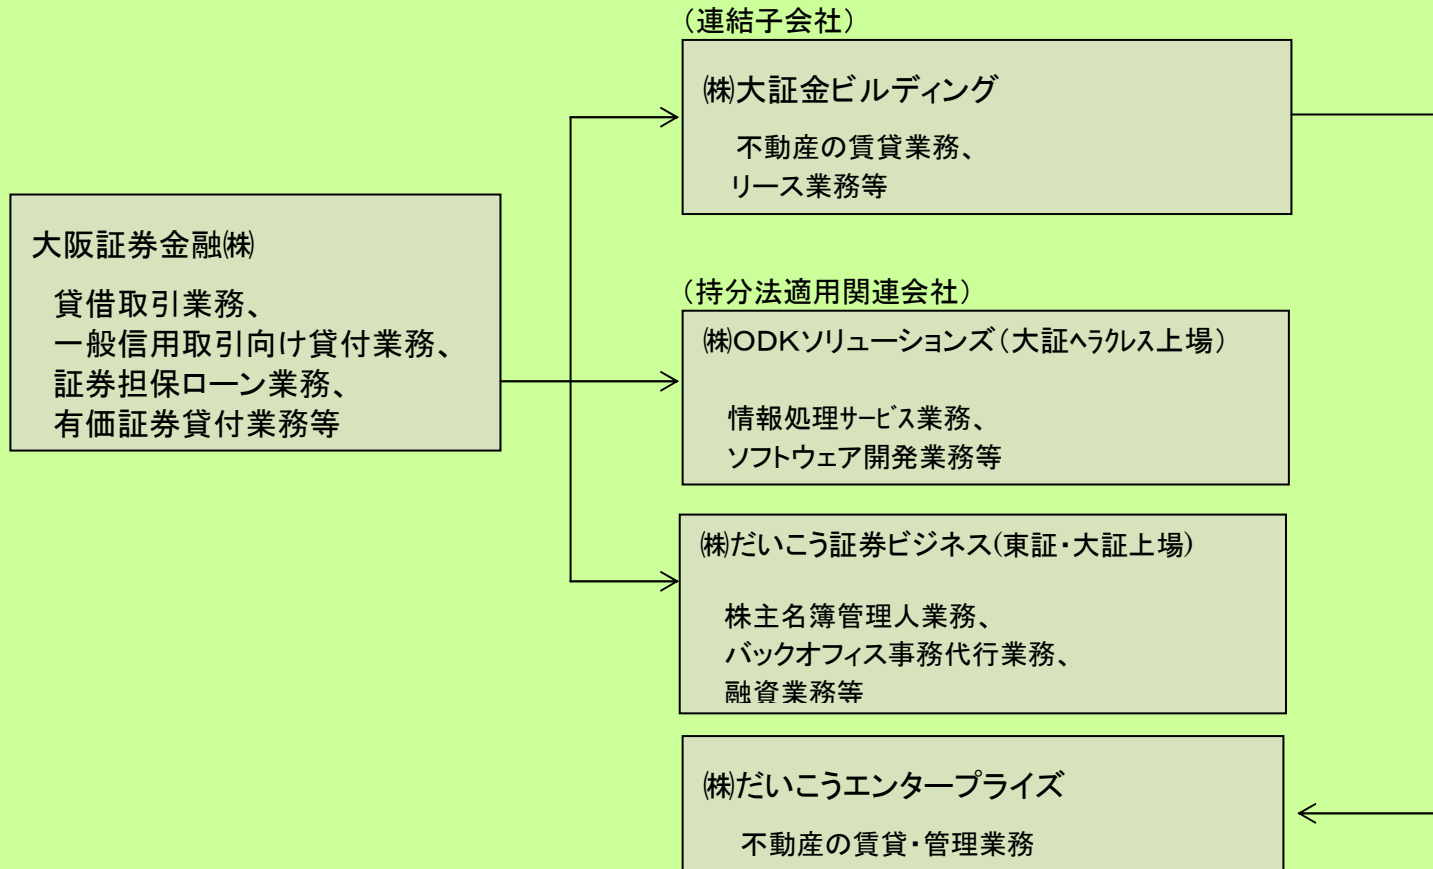 大阪証券金融㈱
貸借取引業務、
一般信用取引向け貸付業務、
証券担保ローン業務、
有価証券貸付業務等
（連結子会社）
㈱大証金ビルディング
不動産の賃貸業務、
リース業務等
（持分法適用関連会社）
㈱ＯＤＫソリューションズ（大証ﾍﾗｸﾚｽ上場）
情報処理ｻｰﾋﾞｽ業務、
ソフトウェア開発業務等
㈱だいこう証券ビジネス(東証・大証上場)
株主名簿管理人業務、
バックオフィス事務代行業務、
融資業務等
㈱だいこうエンタープライズ
不動産の賃貸・管理業務